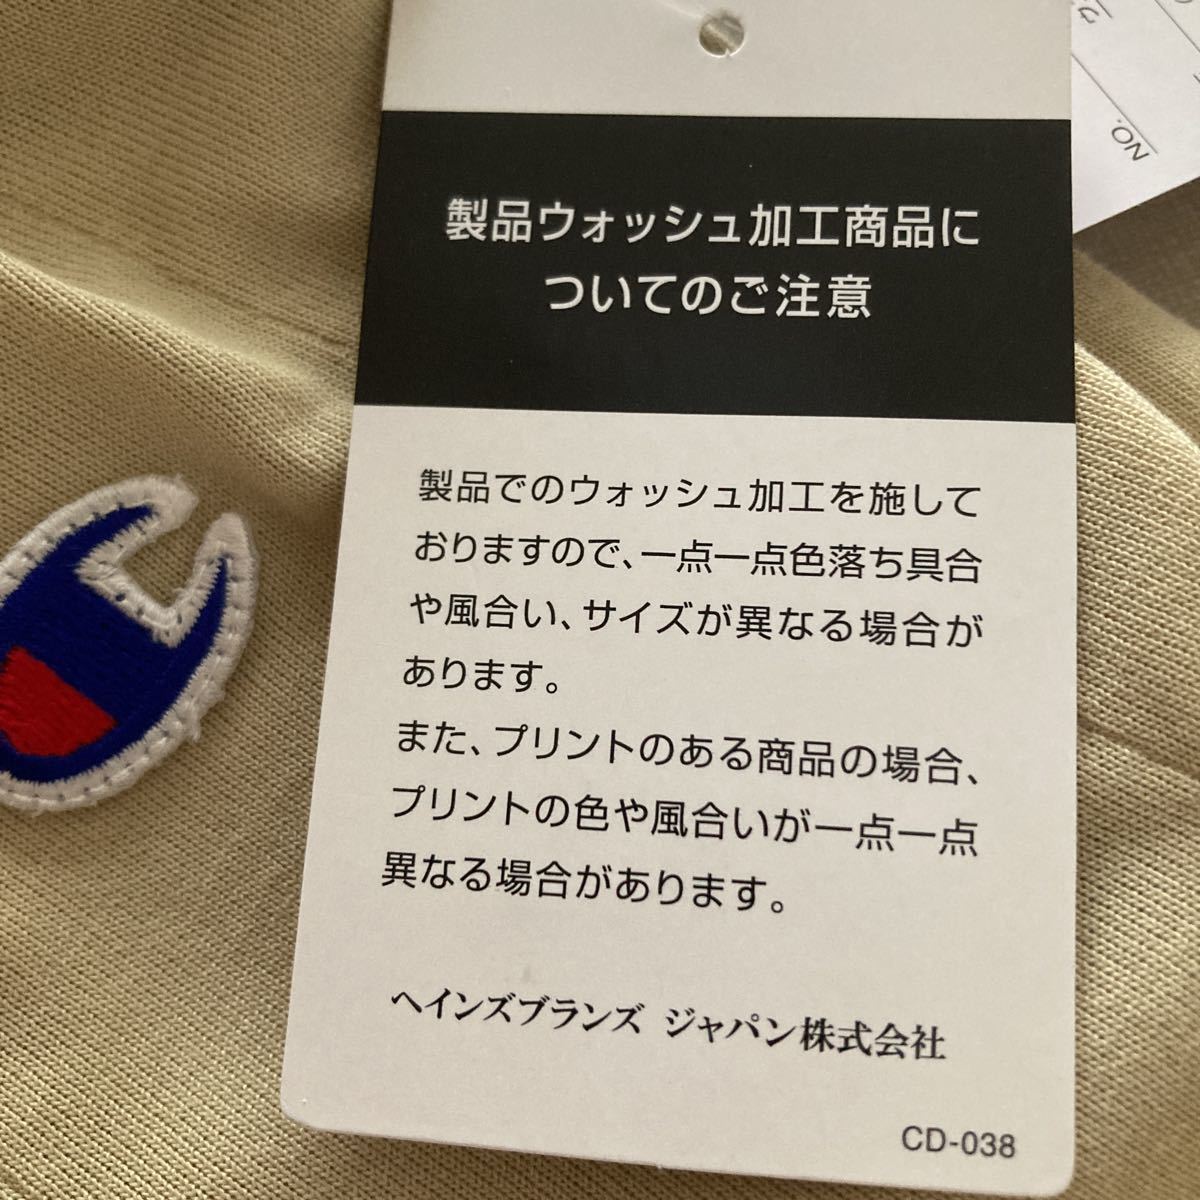 製品ウォッシュ加工商品に
ついてのご注意
製品でのウォッシュ加工を施して
おりますので、一点一点色落ち具合
や風合い、サイズが異なる場合が
あります。
また、プリントのある商品の場合、
プリントの色や風合いが一点一点
異なる場合があります。
ヘインズブランズ ジャパン株式会社
CD-038
NO.